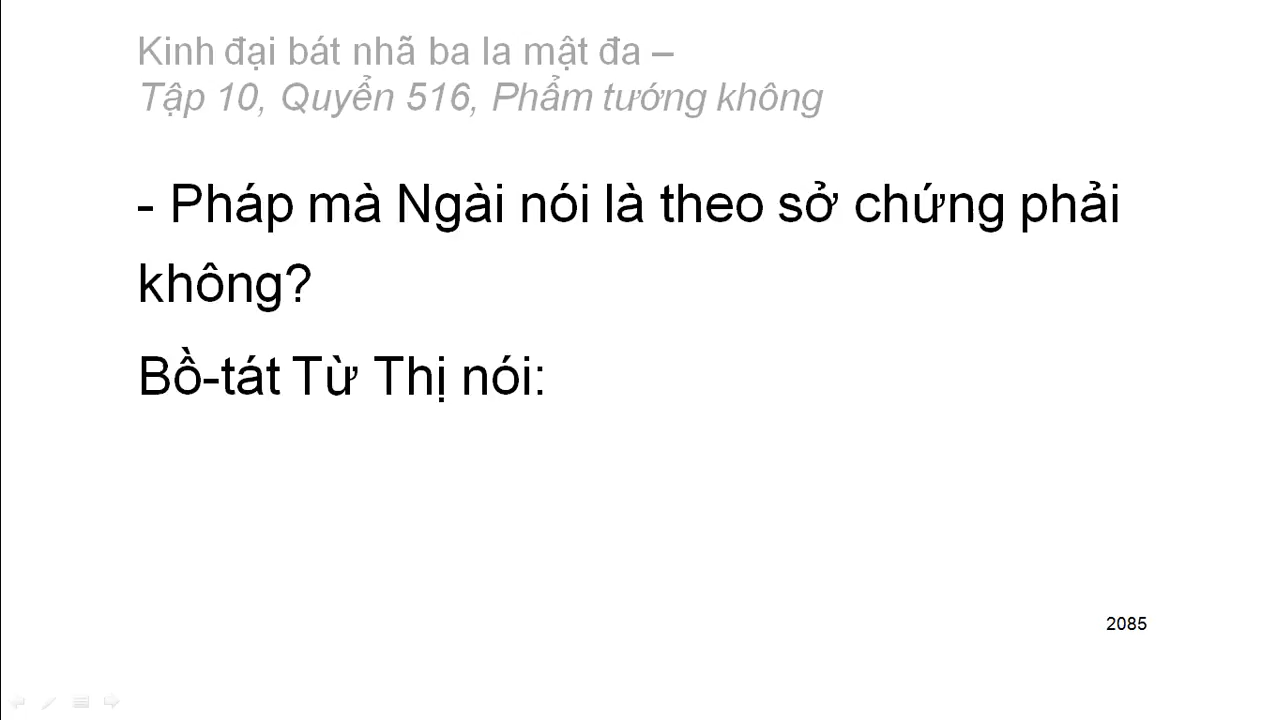 Kinh đại bát nhã ba la mật đa –
Tập 10, Quyển 516, Phẩm tướng không
- Pháp mà Ngài nói là theo sở chứng phải
không?
Bồ-tát Từ Thị nói:
2085